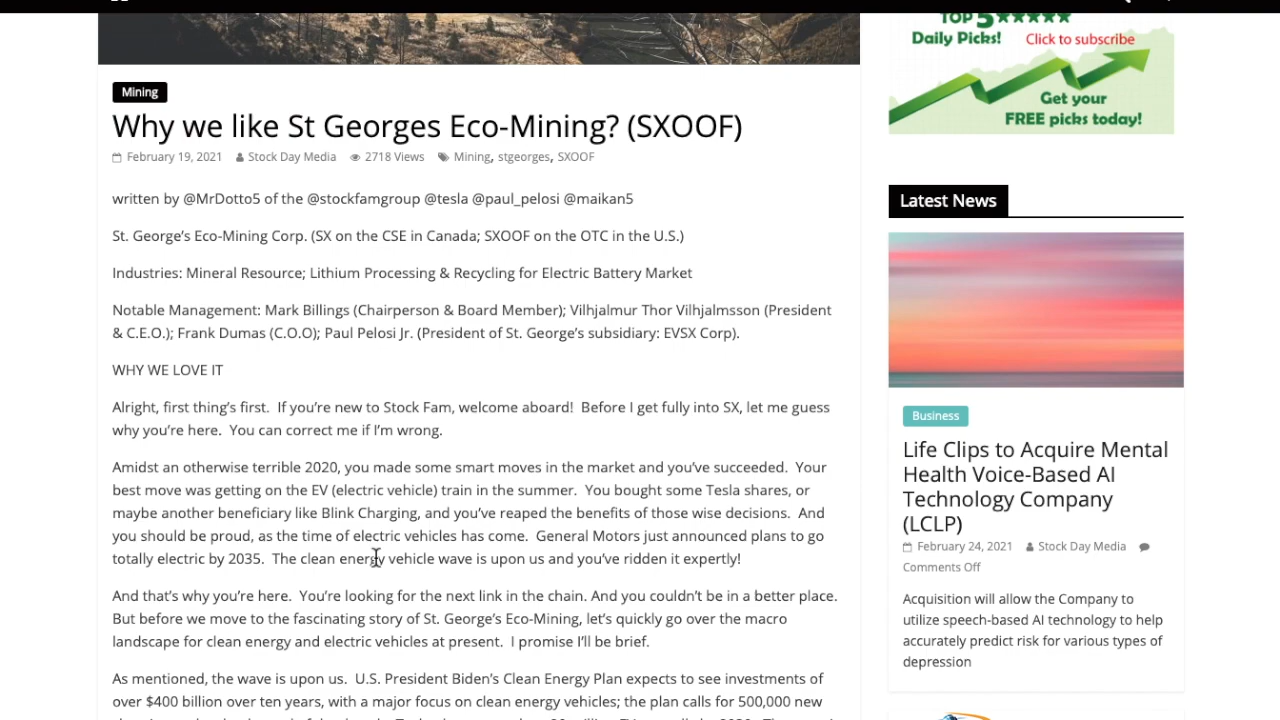 Mining
Why we like St Georges Eco-Mining? (SXOOF)
February 19, 2021 Stock Day Media 2718 Views Mining, stgeorges, SXOOF
written by @MrDotto5 of the @stockfamgroup @tesla @paul_pelosi @maikan5
St. George's Eco-Mining Corp. (SX on the CSE in Canada; SXOOF on the OTC in the U.S.)
Industries: Mineral Resource; Lithium Processing & Recycling for Electric Battery Market
Notable Management: Mark Billings (Chairperson & Board Member); Vilhjalmur Thor Vilhjalmsson (President
& C.E.O.); Frank Dumas (C.O.O); Paul Pelosi Jr. (President of St. George's subsidiary: EVSX Corp).
WHY WE LOVE IT
Alright, first thing's first.  If you're new to Stock Fam, welcome aboard!  Before I get fully into SX, let me guess
why you're here.  You can correct me if I'm wrong.
Amidst an otherwise terrible 2020, you made some smart moves in the market and you've succeeded.  Your
best move was getting on the EV (electric vehicle) train in the summer.  You bought some Tesla shares, or
maybe another beneficiary like Blink Charging, and you've reaped the benefits of those wise decisions.  And
you should be proud, as the time of electric vehicles has come.  General Motors just announced plans to go
totally electric by 2035.  The clean energy vehicle wave is upon us and you've ridden it expertly!
And that's why you're here.  You're looking for the next link in the chain. And you couldn't be in a better place.
But before we move to the fascinating story of St. George's Eco-Mining, let's quickly go over the macro
landscape for clean energy and electric vehicles at present.  I promise I'll be brief.
As mentioned, the wave is upon us.  U.S. President Biden's Clean Energy Plan expects to see investments of
over $400 billion over ten years, with a major focus on clean energy vehicles; the plan calls for 500,000 new
TOP 5
Daily Picks! Click to subscribe
Get your
FREE picks today!
Latest News
Business
Life Clips to Acquire Mental
Health Voice-Based AI
Technology Company
(LCLP)
February 24, 2021 Stock Day Media
Comments Off
Acquisition will allow the Company to
utilize speech-based AI technology to help
accurately predict risk for various types of
depression